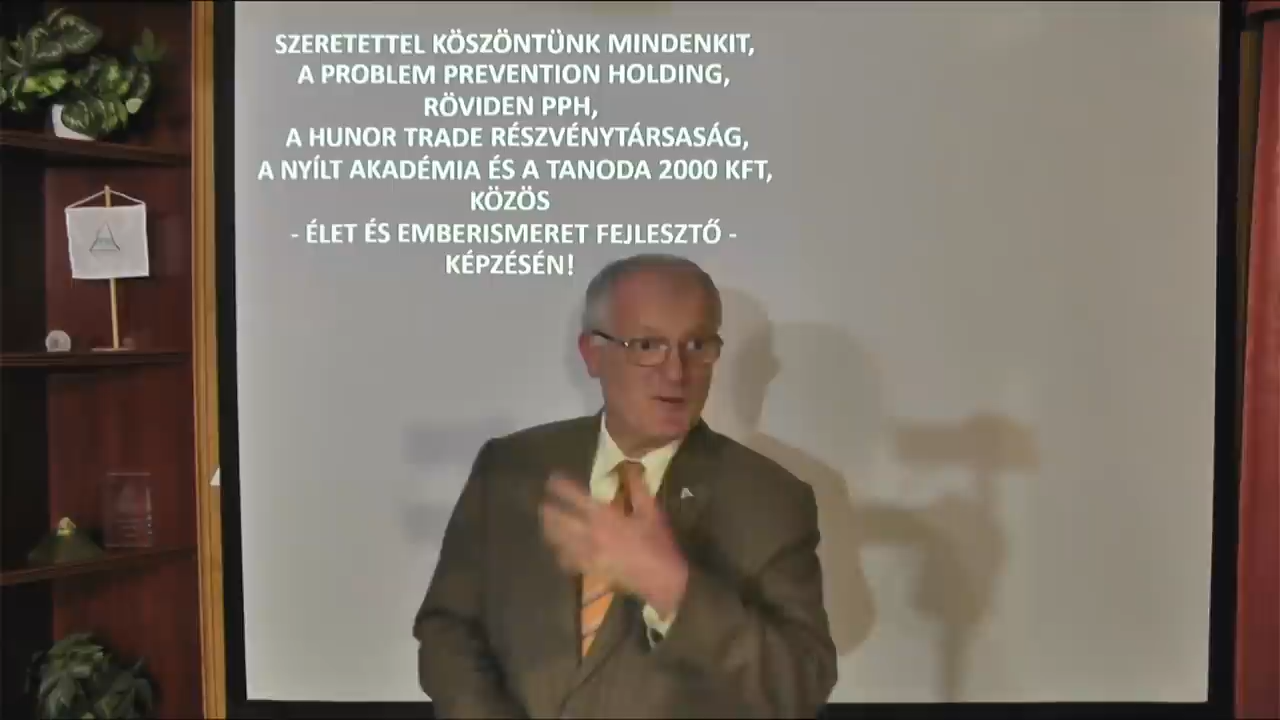 SZERETETTEL KÖSZÖNTÜNK MINDENKIT,
A PROBLEM PREVENTION HOLDING,
RÖVIDEN PPH,
A HUNOR TRADE RÉSZVÉNYTÁRSASÁG,
A NYÍLT AKADÉMIA ÉS A TANODA 2000 KFT,
KÖZÖS
- ÉLET ÉS EMBERISMERET FEJLESZTŐ -
KÉPZÉSÉN!